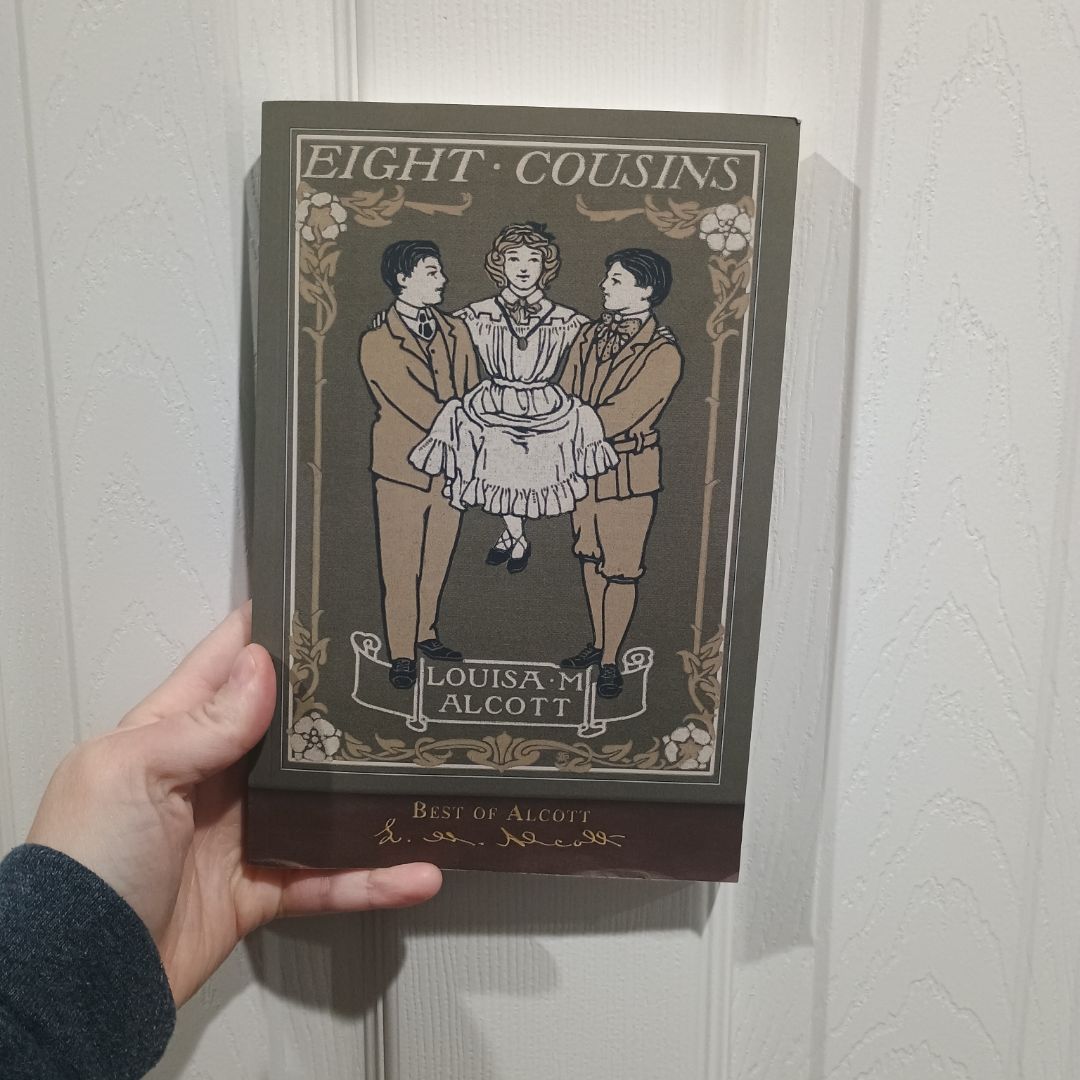 EIGHT · COUSINS
LOUISA · M
ALCOTT
BEST OF ALCOTT
L. M. Alcott